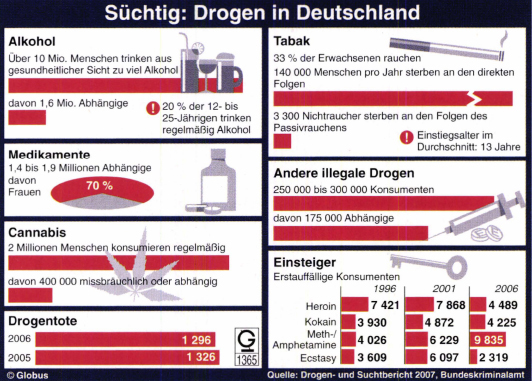 Süchtig: Drogen in Deutschland
Alkohol
Über 10 Mio. Menschen trinken aus
gesundheitlicher Sicht zu viel Alkohol
davon 1,6 Mio. Abhängige
! 20 % der 12- bis
25-Jährigen trinken
regelmäßig Alkohol
Medikamente
1,4 bis 1,9 Millionen Abhängige
davon
Frauen
70 %
Cannabis
2 Millionen Menschen konsumieren regelmäßig
davon 400 000 missbräuchlich oder abhängig
Drogentote
2006 1 296
2005 1 326
G
1365
© Globus
Tabak
33 % der Erwachsenen rauchen
140 000 Menschen pro Jahr sterben an den direkten
Folgen
3 300 Nichtraucher sterben an den Folgen des
Passivrauchens
! Einstiegsalter im
Durchschnitt: 13 Jahre
Andere illegale Drogen
250 000 bis 300 000 Konsumenten
davon 175 000 Abhängige
Einsteiger
Erstauffällige Konsumenten
1996 2001 2006
Heroin 7 421 7 868 4 489
Kokain 3 930 4 872 4 225
Meth-/
Amphetamine 4 026 6 229 9 835
Ecstasy 3 609 6 097 2 319
Quelle: Drogen- und Suchtbericht 2007, Bundeskriminalamt